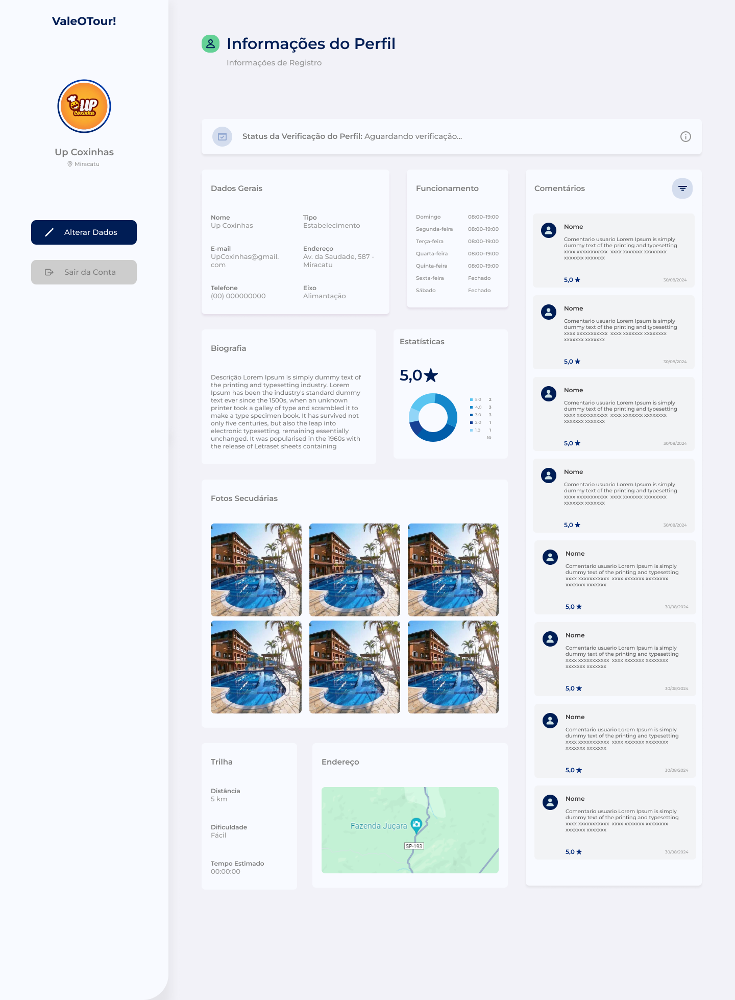 ValeOTour!
UP
Coxinha
Up Coxinhas
Miracatu
Alterar Dados
Sair da Conta
Informações do Perfil
Informações de Registro
Status da Verificação do Perfil: Aguardando verificação...
Dados Gerais
Nome
Up Coxinhas
Tipo
Estabelecimento
E-mail
UpCoxinhas@gmail.
com
Endereço
Av. da Saudade, 587 -
Miracatu
Telefone
(00) 000000000
Eixo
Alimantação
Funcionamento
Domingo 08:00–19:00
Segunda-feira 08:00–19:00
Terça-feira 08:00–19:00
Quarta-feira 08:00–19:00
Quinta-feira 08:00–19:00
Sexta-feira Fechado
Sábado Fechado
Biografia
Descrição Lorem Ipsum is simply dummy text of
the printing and typesetting industry. Lorem
Ipsum has been the industry's standard dummy
text ever since the 1500s, when an unknown
printer took a galley of type and scrambled it to
make a type specimen book. It has survived not
only five centuries, but also the leap into
electronic typesetting, remaining essentially
unchanged. It was popularised in the 1960s with
the release of Letraset sheets containing
Estatísticas
5,0
5,0 2
4,0 3
3,0 3
2,0 1
1,0 1
10
Fotos Secudárias
Trilha
Distância
5 km
Dificuldade
Fácil
Tempo Estimado
00:00:00
Endereço
Fazenda Juçara
SP-193
Comentários
Nome
Comentario usuario Lorem Ipsum is simply
dummy text of the printing and typesetting
xxxx xxxxxxxxxxx  xxxx xxxxxxx xxxxxxxx
xxxxxxx xxxxxxx
5,0 30/08/2024
Nome
Comentario usuario Lorem Ipsum is simply
dummy text of the printing and typesetting
xxxx xxxxxxxxxxx  xxxx xxxxxxx xxxxxxxx
xxxxxxx xxxxxxx
5,0 30/08/2024
Nome
Comentario usuario Lorem Ipsum is simply
dummy text of the printing and typesetting
xxxx xxxxxxxxxxx  xxxx xxxxxxx xxxxxxxx
xxxxxxx xxxxxxx
5,0 30/08/2024
Nome
Comentario usuario Lorem Ipsum is simply
dummy text of the printing and typesetting
xxxx xxxxxxxxxxx  xxxx xxxxxxx xxxxxxxx
xxxxxxx xxxxxxx
5,0 30/08/2024
Nome
Comentario usuario Lorem Ipsum is simply
dummy text of the printing and typesetting
xxxx xxxxxxxxxxx  xxxx xxxxxxx xxxxxxxx
xxxxxxx xxxxxxx
5,0 30/08/2024
Nome
Comentario usuario Lorem Ipsum is simply
dummy text of the printing and typesetting
xxxx xxxxxxxxxxx  xxxx xxxxxxx xxxxxxxx
xxxxxxx xxxxxxx
5,0 30/08/2024
Nome
Comentario usuario Lorem Ipsum is simply
dummy text of the printing and typesetting
xxxx xxxxxxxxxxx  xxxx xxxxxxx xxxxxxxx
xxxxxxx xxxxxxx
5,0 30/08/2024
Nome
Comentario usuario Lorem Ipsum is simply
dummy text of the printing and typesetting
xxxx xxxxxxxxxxx  xxxx xxxxxxx xxxxxxxx
xxxxxxx xxxxxxx
5,0 30/08/2024